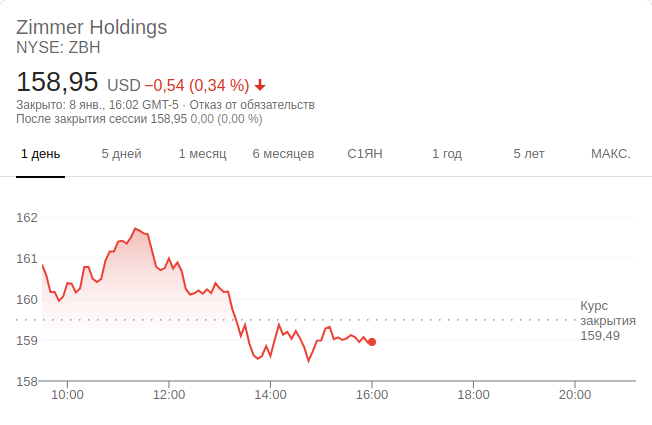 Zimmer Holdings
NYSE: ZBH
158,95 USD −0,54 (0,34 %)
Закрыто: 8 янв., 16:02 GMT-5 · Отказ от обязательств
После закрытия сессии 158,95 0,00 (0,00 %)
1 день 5 дней 1 месяц 6 месяцев С1ЯН 1 год 5 лет МАКС.
162
161
160
Курс
закрытия
159,49
159
158
10:00 12:00 14:00 16:00 18:00 20:00